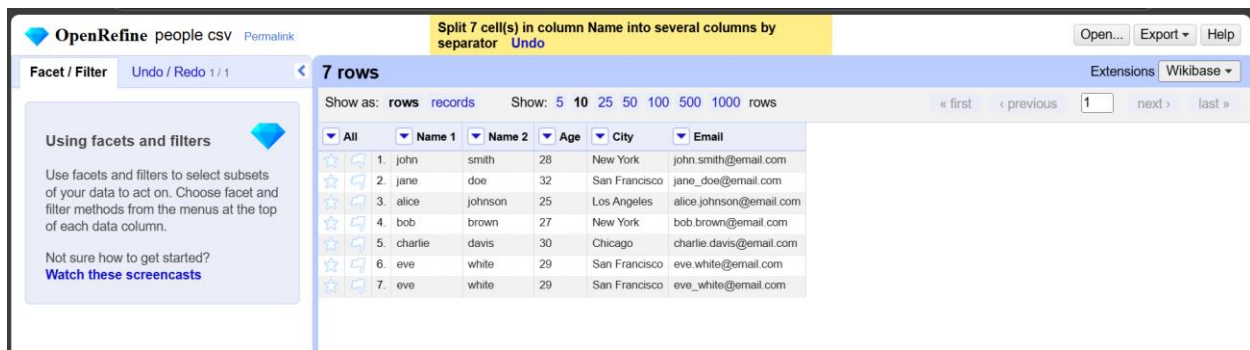 OpenRefine people csv Permalink
Split 7 cell(s) in column Name into several columns by
separator Undo
Open... Export Help
Facet / Filter Undo / Redo 1 / 1
7 rows
Extensions Wikibase
Show as: rows records Show: 5 10 25 50 100 500 1000 rows
« first ‹ previous 1 next › last »
Using facets and filters
Use facets and filters to select subsets
of your data to act on. Choose facet and
filter methods from the menus at the top
of each data column.
Not sure how to get started?
Watch these screencasts
All Name 1 Name 2 Age City Email
1. john smith 28 New York john.smith@email.com
2. jane doe 32 San Francisco jane_doe@email.com
3. alice johnson 25 Los Angeles alice.johnson@email.com
4. bob brown 27 New York bob.brown@email.com
5. charlie davis 30 Chicago charlie.davis@email.com
6. eve white 29 San Francisco eve.white@email.com
7. eve white 29 San Francisco eve_white@email.com